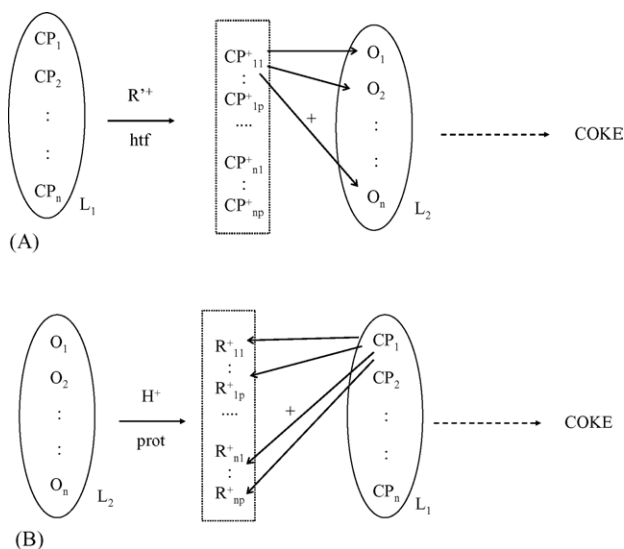 CP₁
CP₂
:
:
CPₙ
L₁
R’⁺
htf
CP⁺₁₁
:
CP⁺₁ₚ
....
CP⁺ₙ₁
:
CP⁺ₙₚ
+
O₁
O₂
:
:
Oₙ
L₂
COKE
(A)
O₁
O₂
:
:
Oₙ
L₂
H⁺
prot
R⁺₁₁
:
R⁺₁ₚ
....
R⁺ₙ₁
:
R⁺ₙₚ
+
CP₁
CP₂
:
:
CPₙ
L₁
COKE
(B)